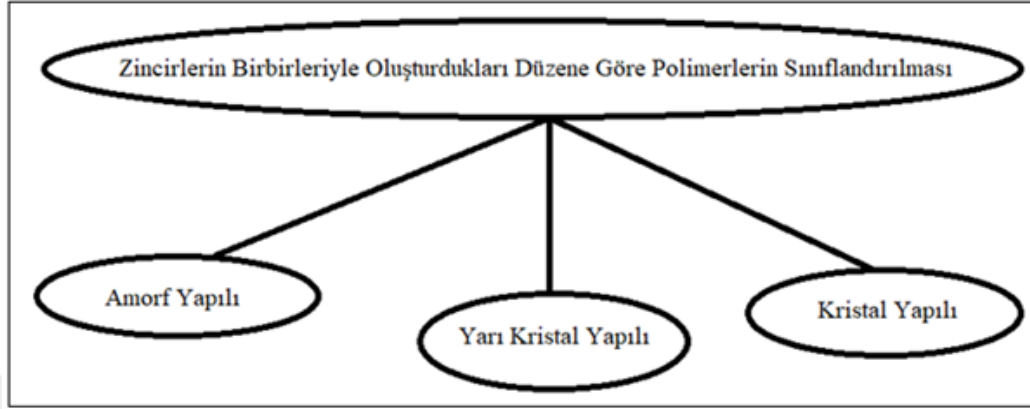 Zincirlerin Birbirleriyle Oluşturdukları Düzene Göre Polimerlerin Sınıflandırılması
Amorf Yapılı
Yarı Kristal Yapılı
Kristal Yapılı